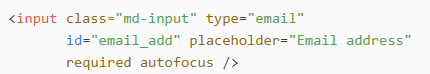 <input class="md-input" type="email"
id="email_add" placeholder="Email address"
required autofocus />